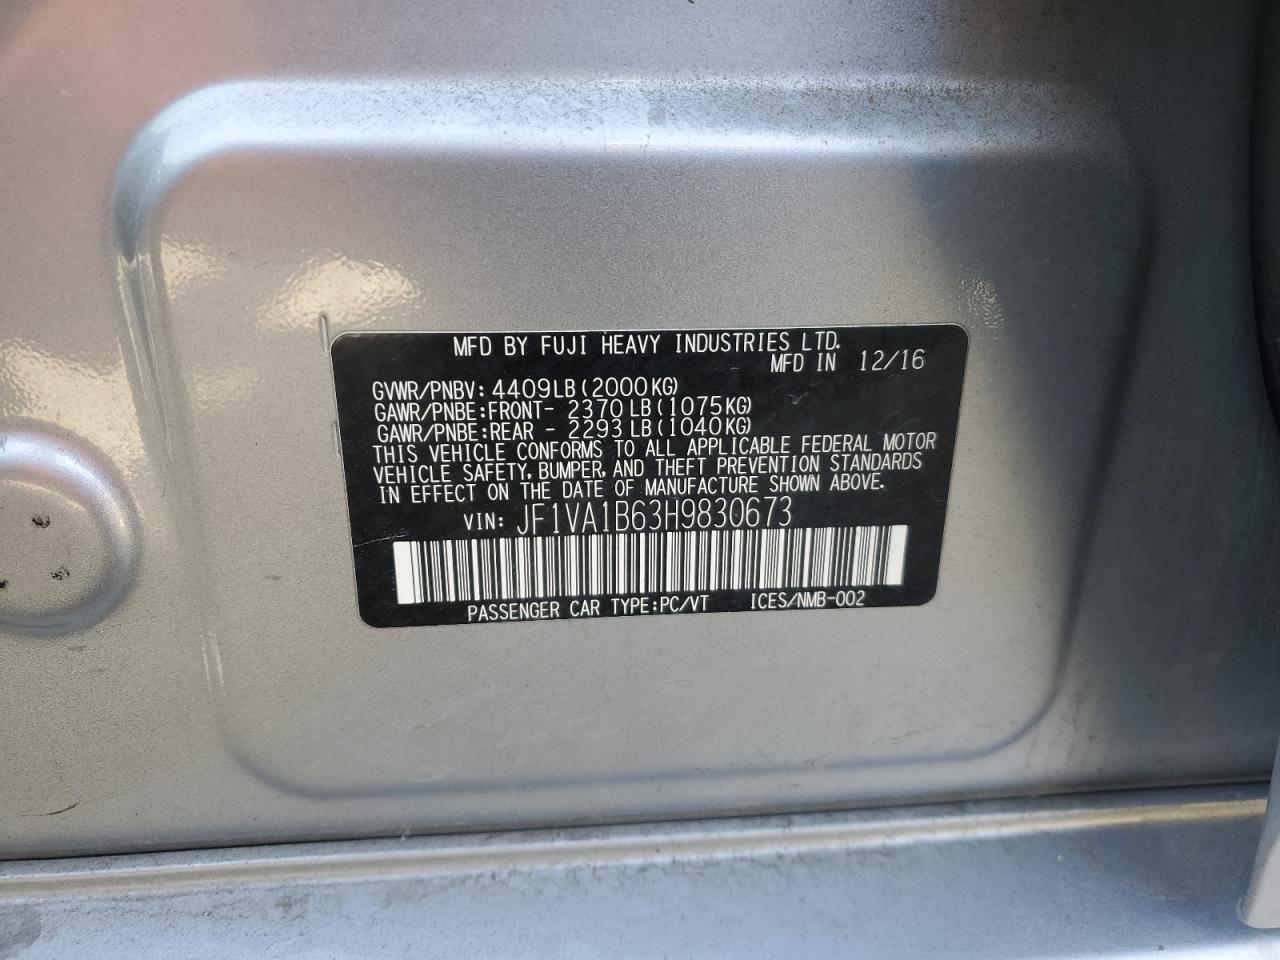 MFD BY FUJI HEAVY INDUSTRIES LTD.
MFD IN 12/16
GVWR/PNBV: 4409LB(2000KG)
GAWR/PNBE:FRONT- 2370LB(1075KG)
GAWR/PNBE:REAR - 2293LB(1040KG)
THIS VEHICLE CONFORMS TO ALL APPLICABLE FEDERAL MOTOR
VEHICLE SAFETY, BUMPER, AND THEFT PREVENTION STANDARDS
IN EFFECT ON THE DATE OF MANUFACTURE SHOWN ABOVE.
VIN: JF1VA1B63H9830673
PASSENGER CAR TYPE:PC/VT ICES/NMB-002